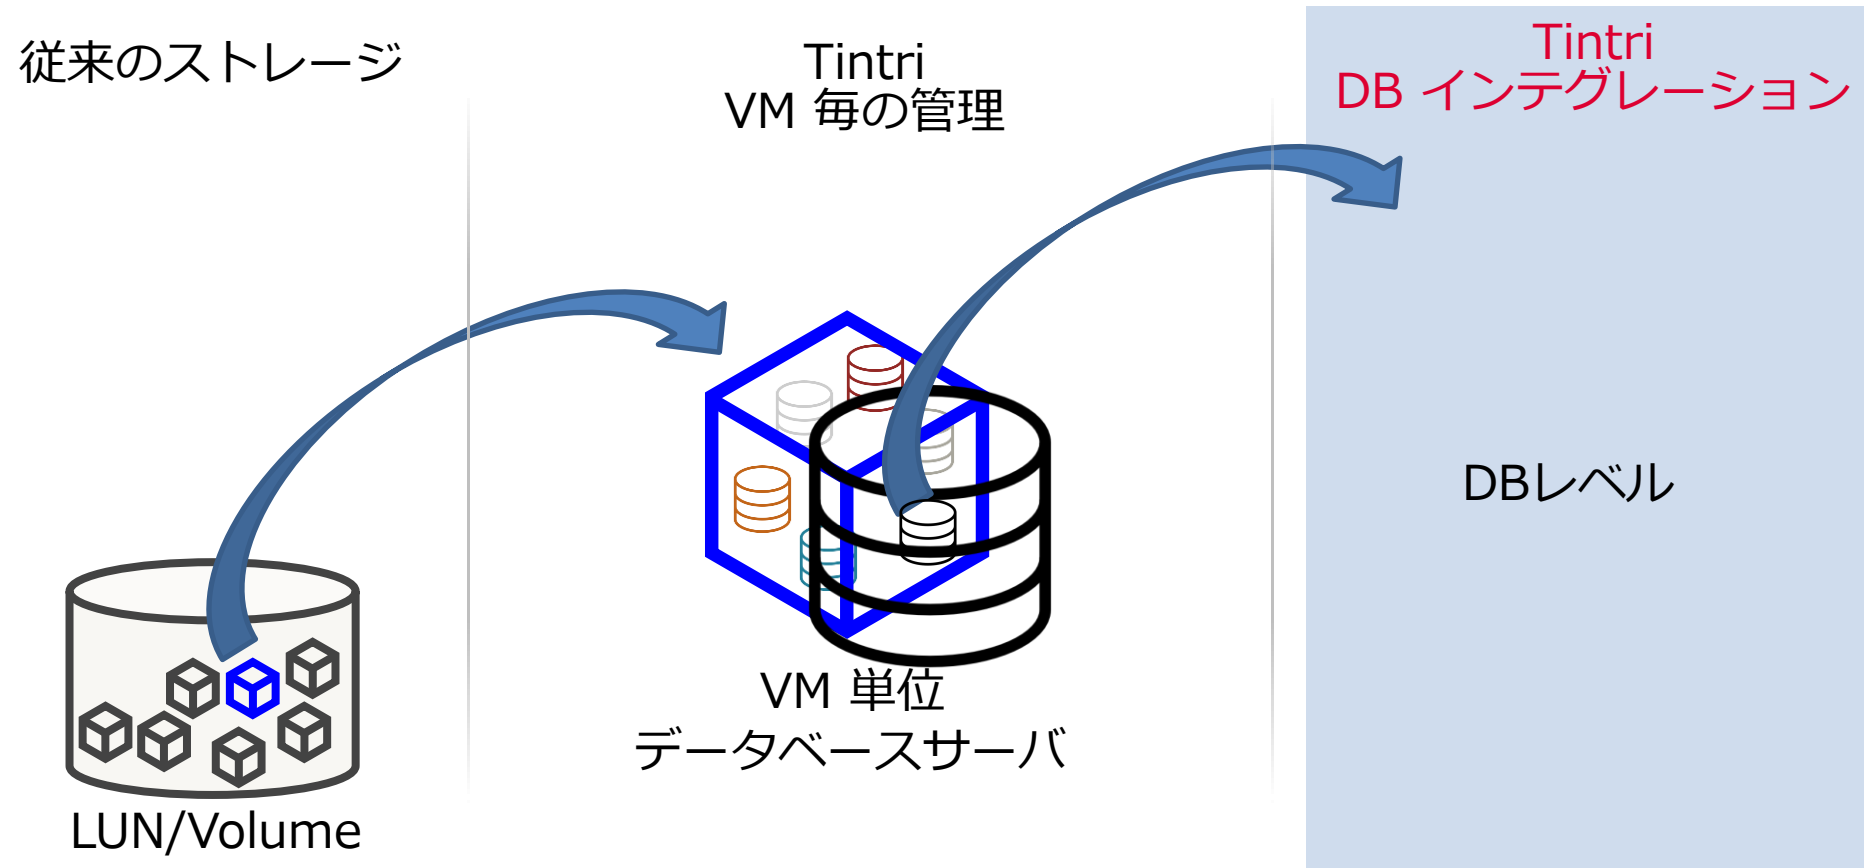 従来のストレージ
LUN/Volume
Tintri
VM 毎の管理
VM 単位
データベースサーバ
Tintri
DB インテグレーション
DBレベル